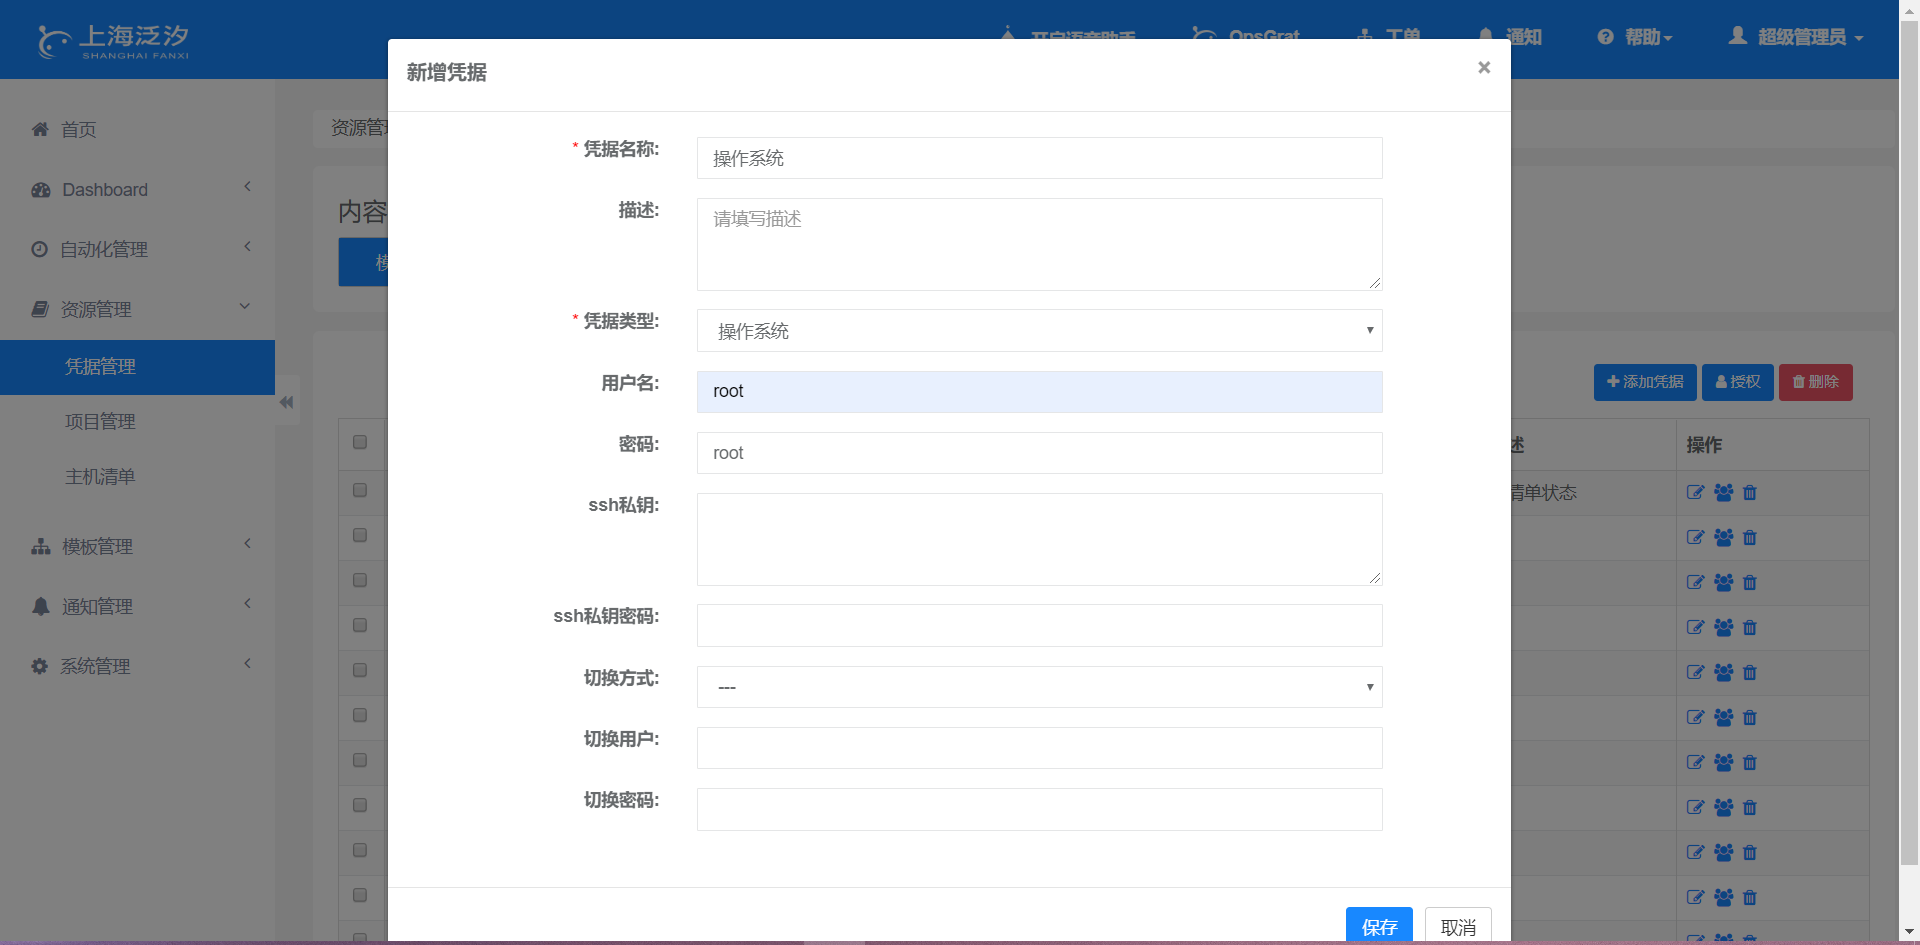 上海泛汐
SHANGHAI FANXI
开启语音助手
OpsGrat
工单
通知
帮助
超级管理员
首页
Dashboard
自动化管理
资源管理
凭据管理
项目管理
主机清单
模板管理
通知管理
系统管理
资源管
内容
新增凭据
×
* 凭据名称:
操作系统
描述:
请填写描述
* 凭据类型:
操作系统
用户名:
root
密码:
root
ssh私钥:
ssh私钥密码:
切换方式:
---
切换用户:
切换密码:
保存
取消
添加凭据
授权
删除
述
操作
清单状态